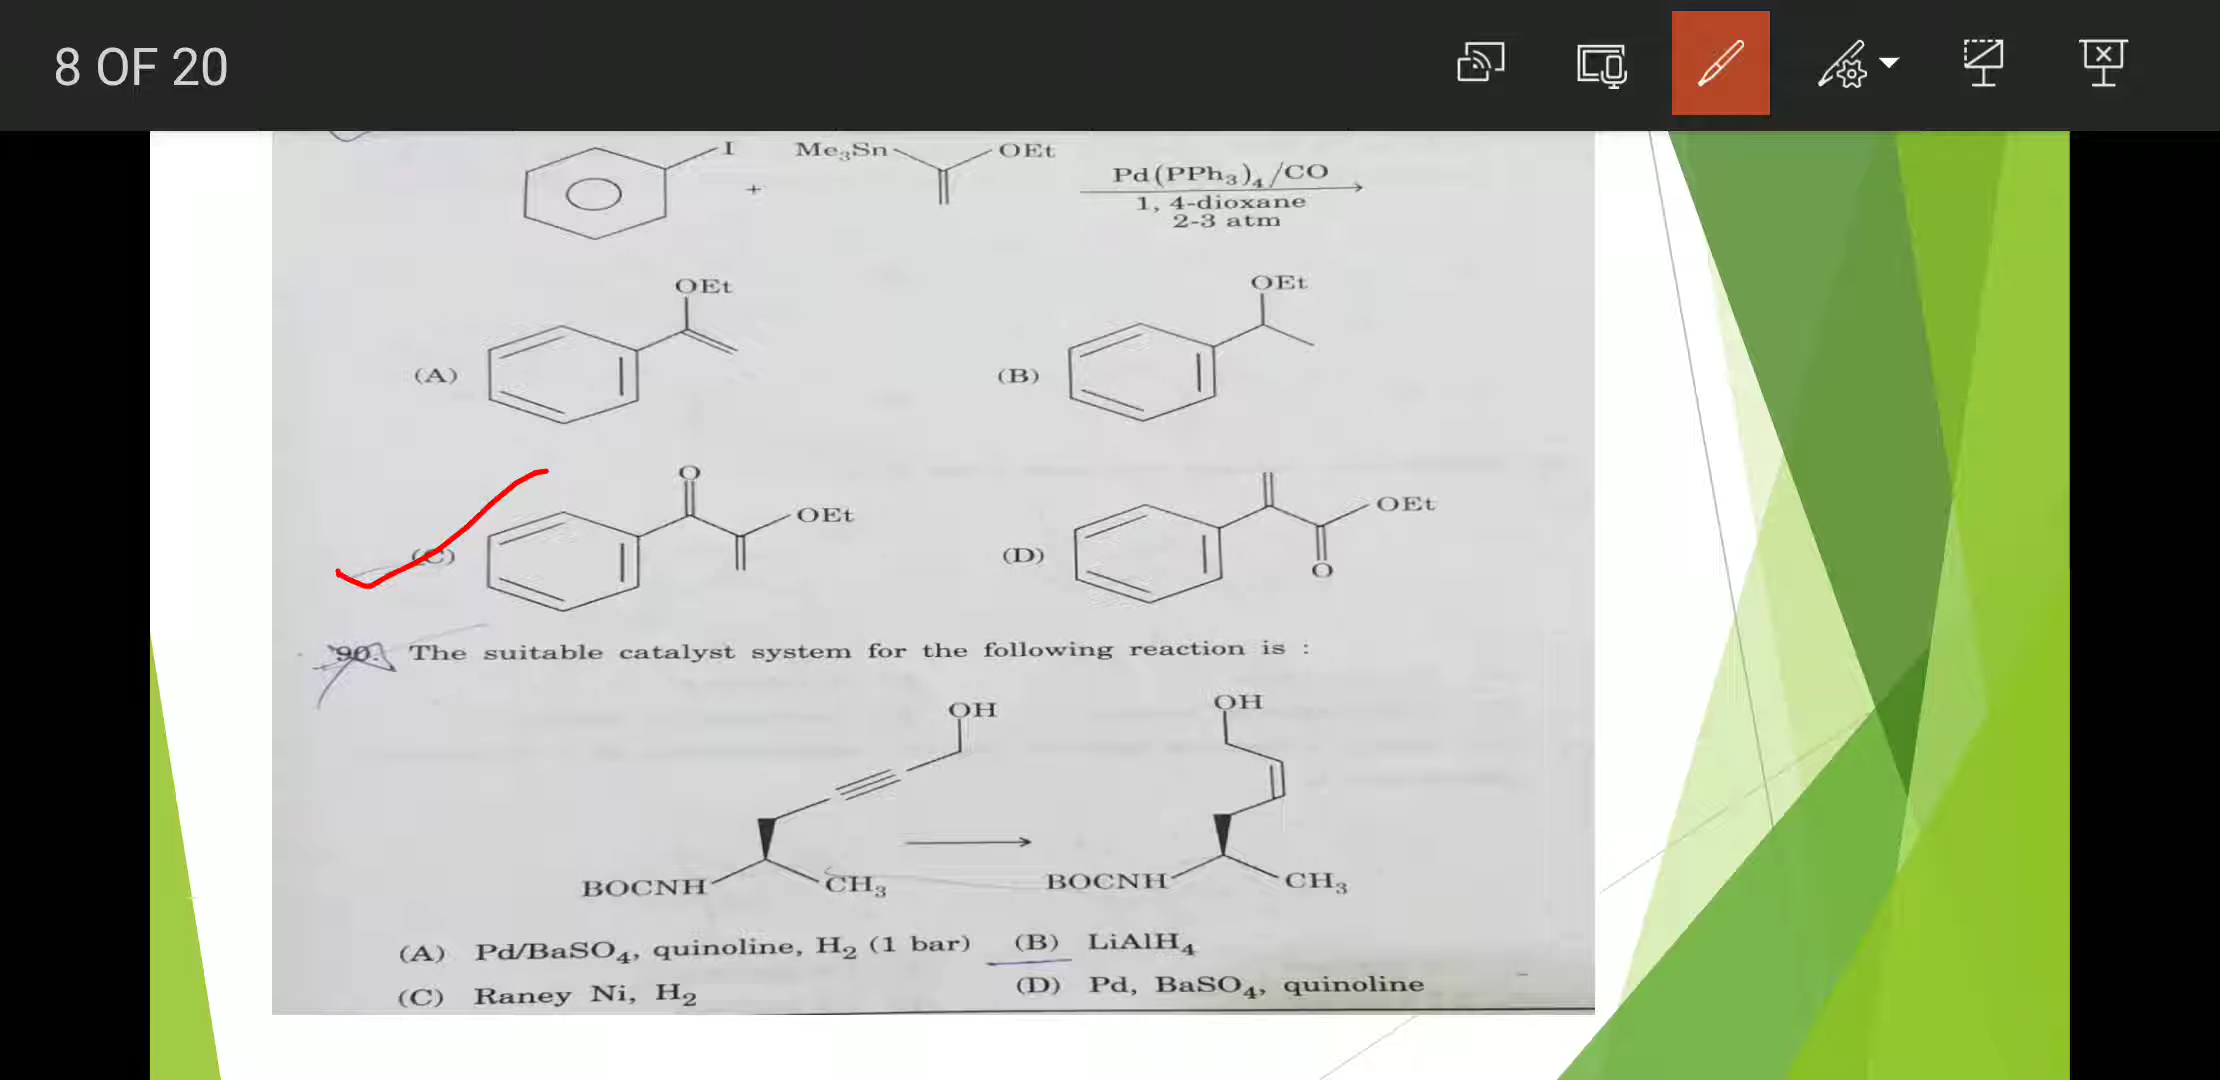 8 OF 20
I
Me₃Sn
OEt
+
Pd(PPh₃)₄/CO
1, 4-dioxane
2-3 atm
OEt
(A)
OEt
(B)
O
OEt
(C)
OEt
O
(D)
90. The suitable catalyst system for the following reaction is :
OH
BOCNH
CH₃
OH
BOCNH
CH₃
(A) Pd/BaSO₄, quinoline, H₂ (1 bar) (B) LiAlH₄
(C) Raney Ni, H₂ (D) Pd, BaSO₄, quinoline